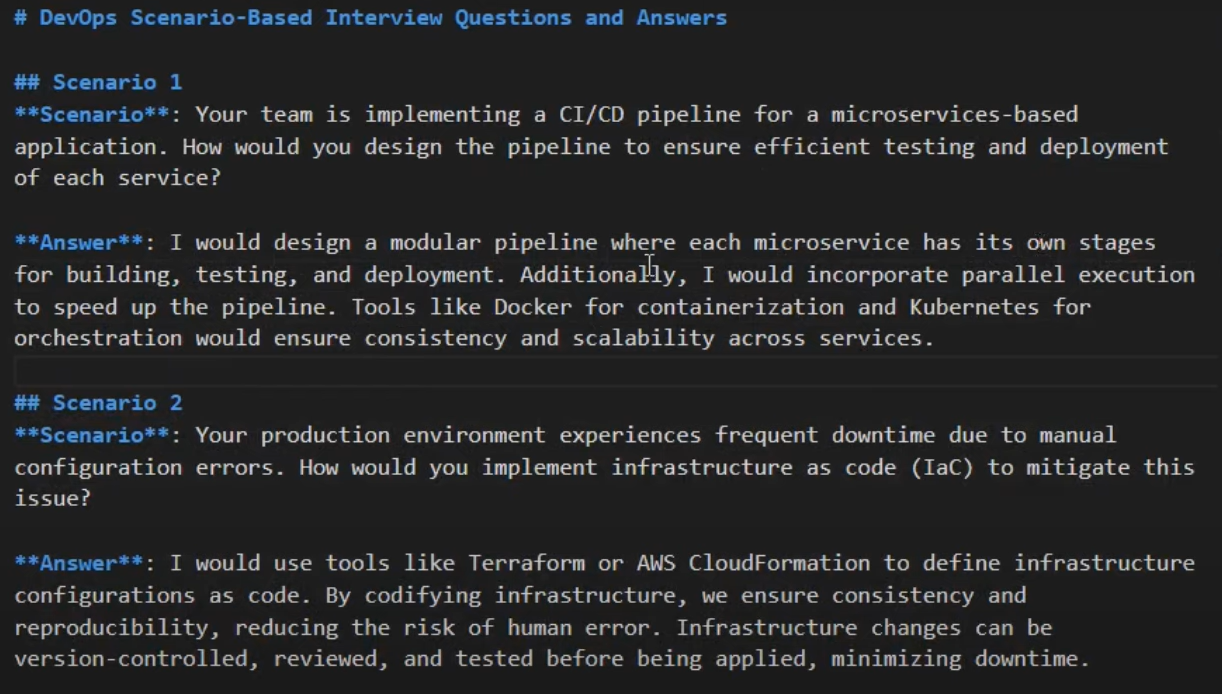 # DevOps Scenario-Based Interview Questions and Answers
## Scenario 1
**Scenario**: Your team is implementing a CI/CD pipeline for a microservices-based
application. How would you design the pipeline to ensure efficient testing and deployment
of each service?
**Answer**: I would design a modular pipeline where each microservice has its own stages
for building, testing, and deployment. Additionally, I would incorporate parallel execution
to speed up the pipeline. Tools like Docker for containerization and Kubernetes for
orchestration would ensure consistency and scalability across services.
## Scenario 2
**Scenario**: Your production environment experiences frequent downtime due to manual
configuration errors. How would you implement infrastructure as code (IaC) to mitigate this
issue?
**Answer**: I would use tools like Terraform or AWS CloudFormation to define infrastructure
configurations as code. By codifying infrastructure, we ensure consistency and
reproducibility, reducing the risk of human error. Infrastructure changes can be
version-controlled, reviewed, and tested before being applied, minimizing downtime.